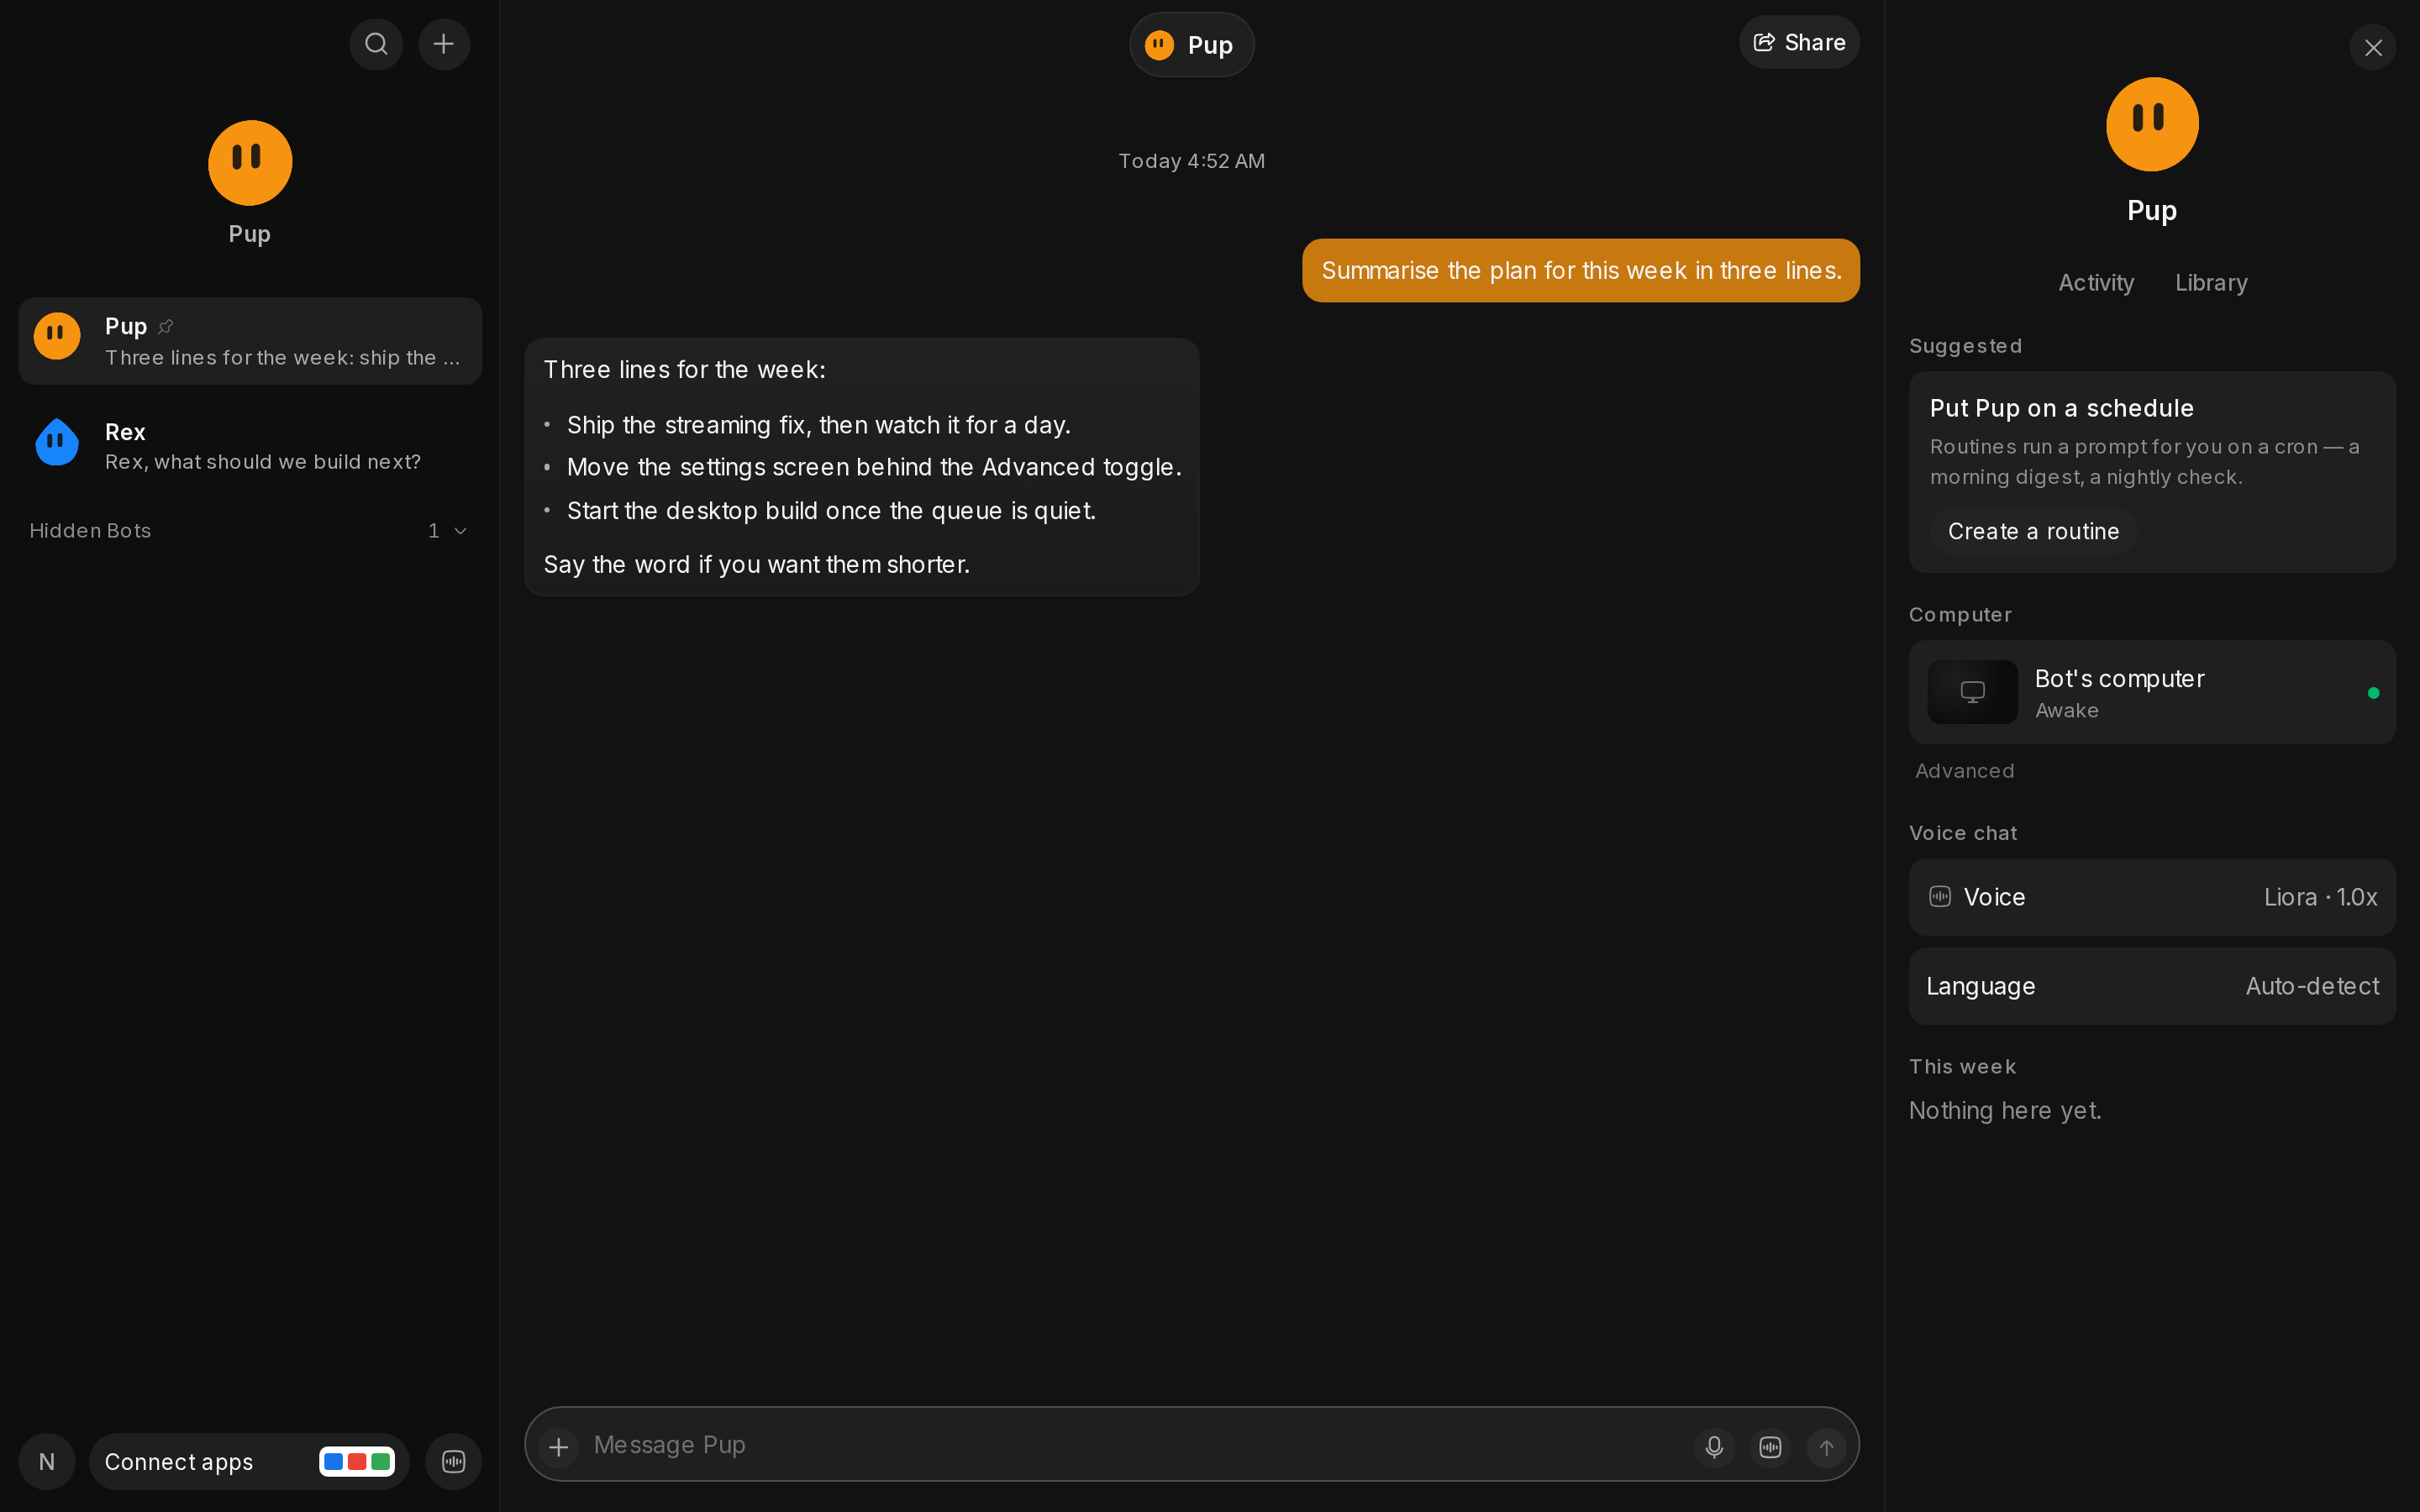 Pup
Pup
Three lines for the week: ship the ...
Rex
Rex, what should we build next?
Hidden Bots 1
N
Connect apps
Pup
Share
Today 4:52 AM
Summarise the plan for this week in three lines.
Three lines for the week:
• Ship the streaming fix, then watch it for a day.
• Move the settings screen behind the Advanced toggle.
• Start the desktop build once the queue is quiet.
Say the word if you want them shorter.
Message Pup
Pup
Activity Library
Suggested
Put Pup on a schedule
Routines run a prompt for you on a cron — a
morning digest, a nightly check.
Create a routine
Computer
Bot's computer
Awake
Advanced
Voice chat
Voice Liora · 1.0x
Language Auto-detect
This week
Nothing here yet.